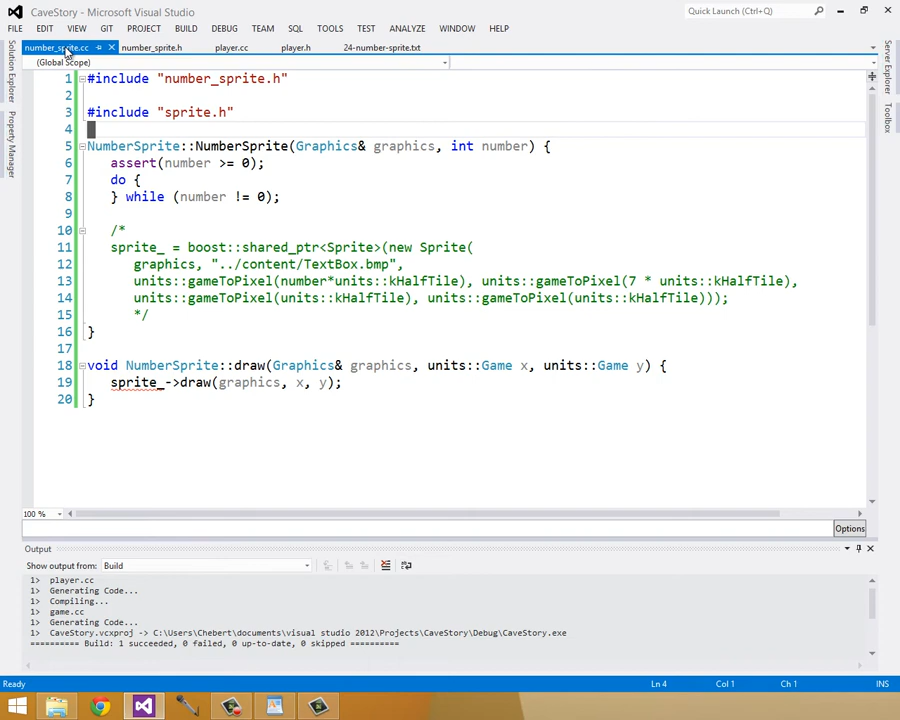 CaveStory - Microsoft Visual Studio
Quick Launch (Ctrl+Q)
FILE EDIT VIEW GIT PROJECT BUILD DEBUG TEAM SQL TOOLS TEST ANALYZE WINDOW HELP
number_sprite.cc number_sprite.h player.cc player.h 24-number-sprite.txt
(Global Scope)
Solution Explorer
Property Manager
Server Explorer
Toolbox
1 #include "number_sprite.h"
2
3 #include "sprite.h"
4
5 NumberSprite::NumberSprite(Graphics& graphics, int number) {
6 assert(number >= 0);
7 do {
8 } while (number != 0);
9
10 /*
11 sprite_ = boost::shared_ptr<Sprite>(new Sprite(
12 graphics, "../content/TextBox.bmp",
13 units::gameToPixel(number*units::kHalfTile), units::gameToPixel(7 * units::kHalfTile),
14 units::gameToPixel(units::kHalfTile), units::gameToPixel(units::kHalfTile)));
15 */
16 }
17
18 void NumberSprite::draw(Graphics& graphics, units::Game x, units::Game y) {
19 sprite_->draw(graphics, x, y);
20 }
100 %
Options
Output
Show output from: Build
1> player.cc
1> Generating Code...
1> Compiling...
1> game.cc
1> Generating Code...
1> CaveStory.vcxproj -> C:\Users\Chebert\documents\visual studio 2012\Projects\CaveStory\Debug\CaveStory.exe
========== Build: 1 succeeded, 0 failed, 0 up-to-date, 0 skipped ==========
Ready Ln 4 Col 1 Ch 1 INS